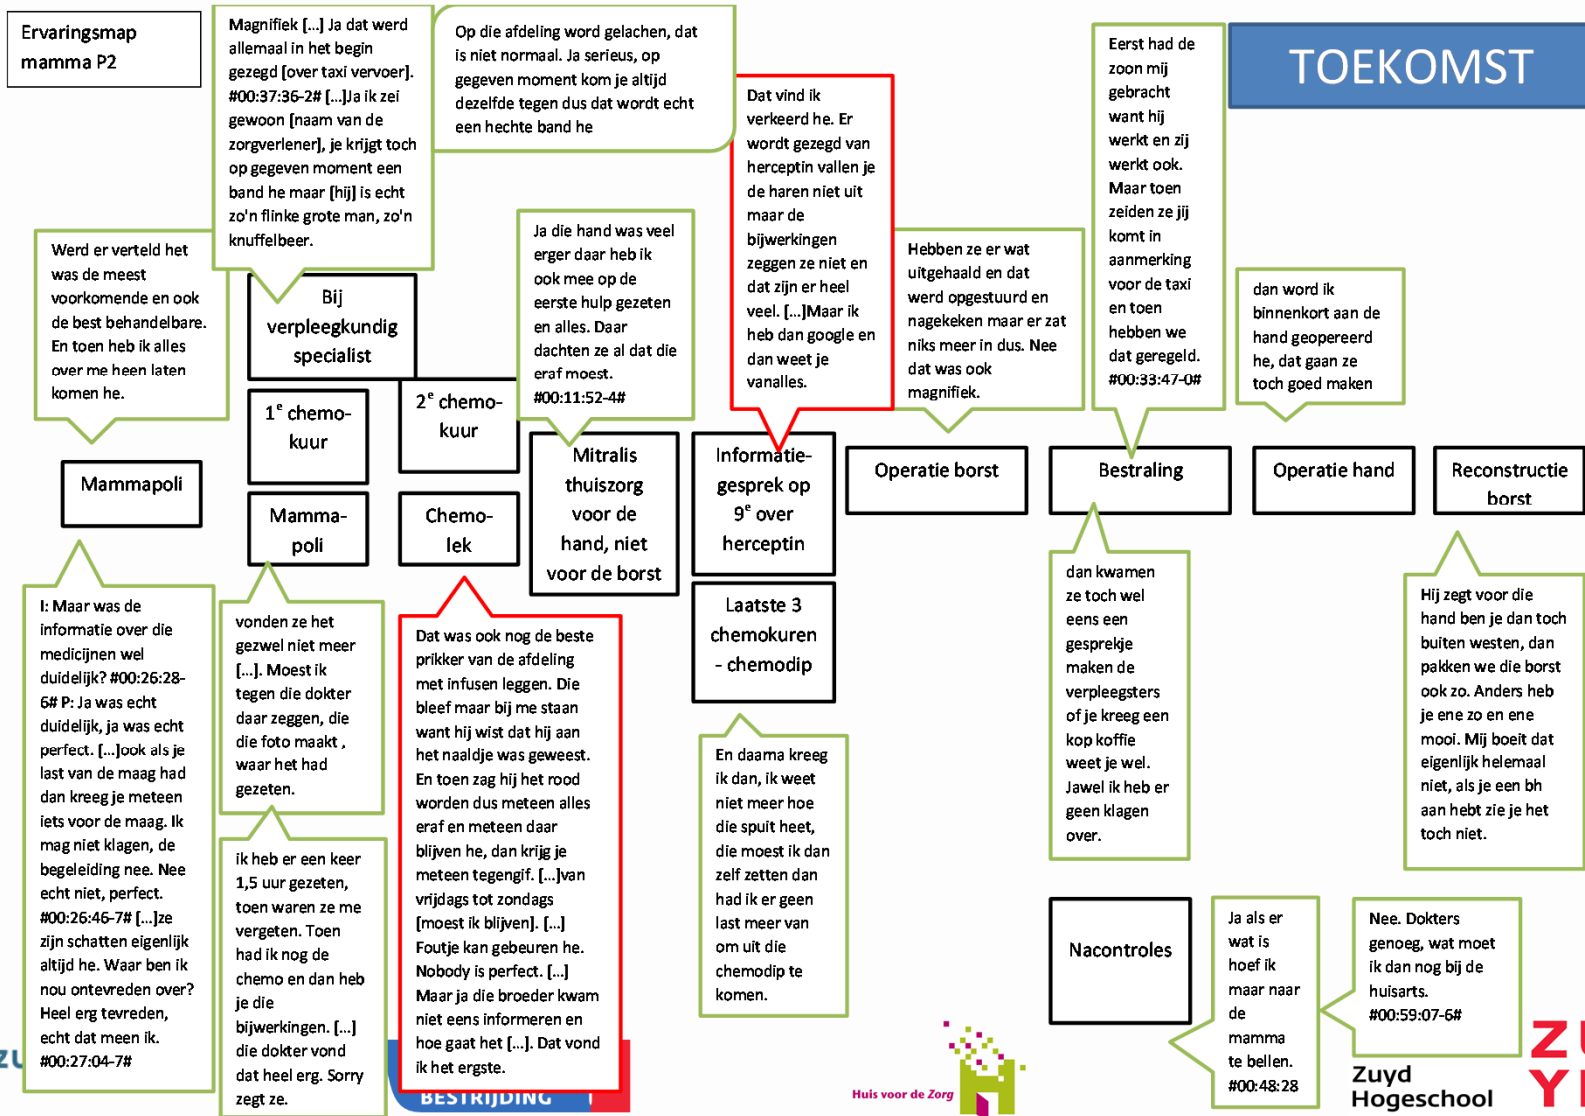 Ervaringsmap
mamma P2
Magnifiek [...] Ja dat werd
allemaal in het begin
gezegd [over taxi vervoer].
#00:37:36-2# [...]Ja ik zei
gewoon [naam van de
zorgverlener], je krijgt toch
op gegeven moment een
band he maar [hij] is echt
zo'n flinke grote man, zo'n
knuffelbeer.
Op die afdeling word gelachen, dat
is niet normaal. Ja serieus, op
gegeven moment kom je altijd
dezelfde tegen dus dat wordt echt
een hechte band he
Dat vind ik
verkeerd he. Er
wordt gezegd van
herceptin vallen je
de haren niet uit
maar de
bijwerkingen
zeggen ze niet en
dat zijn er heel
veel. [...]Maar ik
heb dan google en
dan weet je
vanalles.
Eerst had de
zoon mij
gebracht
want hij
werkt en zij
werkt ook.
Maar toen
zeiden ze jij
komt in
aanmerking
voor de taxi
en toen
hebben we
dat geregeld.
#00:33:47-0#
TOEKOMST
Werd er verteld het
was de meest
voorkomende en ook
de best behandelbare.
En toen heb ik alles
over me heen laten
komen he.
Ja die hand was veel
erger daar heb ik
ook mee op de
eerste hulp gezeten
en alles. Daar
dachten ze al dat die
eraf moest.
#00:11:52-4#
Hebben ze er wat
uitgehaald en dat
werd opgestuurd en
nagekeken maar er zat
niks meer in dus. Nee
dat was ook
magnifiek.
dan word ik
binnenkort aan de
hand geopereerd
he, dat gaan ze
toch goed maken
Bij
verpleegkundig
specialist
1e chemo-
kuur
2e chemo-
kuur
Mammapoli
Mamma-
poli
Chemo-
lek
Mitralis
thuiszorg
voor de
hand, niet
voor de borst
Informatie-
gesprek op
9e over
herceptin
Laatste 3
chemokuren
- chemodip
Operatie borst
Bestraling
Operatie hand
Reconstructie
borst
I: Maar was de
informatie over die
medicijnen wel
duidelijk? #00:26:28-
6# P: Ja was echt
duidelijk, ja was echt
perfect. [...]ook als je
last van de maag had
dan kreeg je meteen
iets voor de maag. Ik
mag niet klagen, de
begeleiding nee. Nee
echt niet, perfect.
#00:26:46-7# [...]ze
zijn schatten eigenlijk
altijd he. Waar ben ik
nou ontevreden over?
Heel erg tevreden,
echt dat meen ik.
#00:27:04-7#
vonden ze het
gezwel niet meer
[...]. Moest ik
tegen die dokter
daar zeggen, die
die foto maakt ,
waar het had
gezeten.
ik heb er een keer
1,5 uur gezeten,
toen waren ze me
vergeten. Toen
had ik nog de
chemo en dan heb
je die
bijwerkingen. [...]
die dokter vond
dat heel erg. Sorry
zegt ze.
Dat was ook nog de beste
prikker van de afdeling
met infusen leggen. Die
bleef maar bij me staan
want hij wist dat hij aan
het naaldje was geweest.
En toen zag hij het rood
worden dus meteen alles
eraf en meteen daar
blijven he, dan krijg je
meteen tegengif. [...]van
vrijdags tot zondags
[moest ik blijven]. [...]
Foutje kan gebeuren he.
Nobody is perfect. [...]
Maar ja die broeder kwam
niet eens informeren en
hoe gaat het [...]. Dat vond
ik het ergste.
En daarna kreeg
ik dan, ik weet
niet meer hoe
die spuit heet,
die moest ik dan
zelf zetten dan
had ik er geen
last meer van
om uit die
chemodip te
komen.
dan kwamen
ze toch wel
eens een
gesprekje
maken de
verpleegsters
of je kreeg een
kop koffie
weet je wel.
Jawel ik heb er
geen klagen
over.
Hij zegt voor die
hand ben je dan toch
buiten westen, dan
pakken we die borst
ook zo. Anders heb
je ene zo en ene
mooi. Mij boeit dat
eigenlijk helemaal
niet, als je een bh
aan hebt zie je het
toch niet.
Nacontroles
Ja als er
wat is
hoef ik
maar naar
de
mamma
te bellen.
#00:48:28
Nee. Dokters
genoeg, wat moet
ik dan nog bij de
huisarts.
#00:59:07-6#
BESTRIJDING
Huis voor de Zorg
Zuyd
Hogeschool
ZU
Y